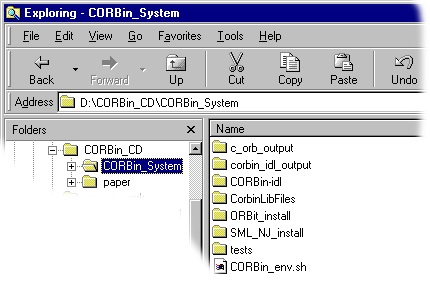 Exploring - CORBin_System
File Edit View Go Favorites Tools Help
Back Forward Up Cut Copy Paste Undo
Address D:\CORBin_CD\CORBin_System
Folders
CORBin_CD
CORBin_System
paper
Name
c_orb_output
corbin_idl_output
CORBin-idl
CorbinLibFiles
ORBit_install
SML_NJ_install
tests
CORBin_env.sh